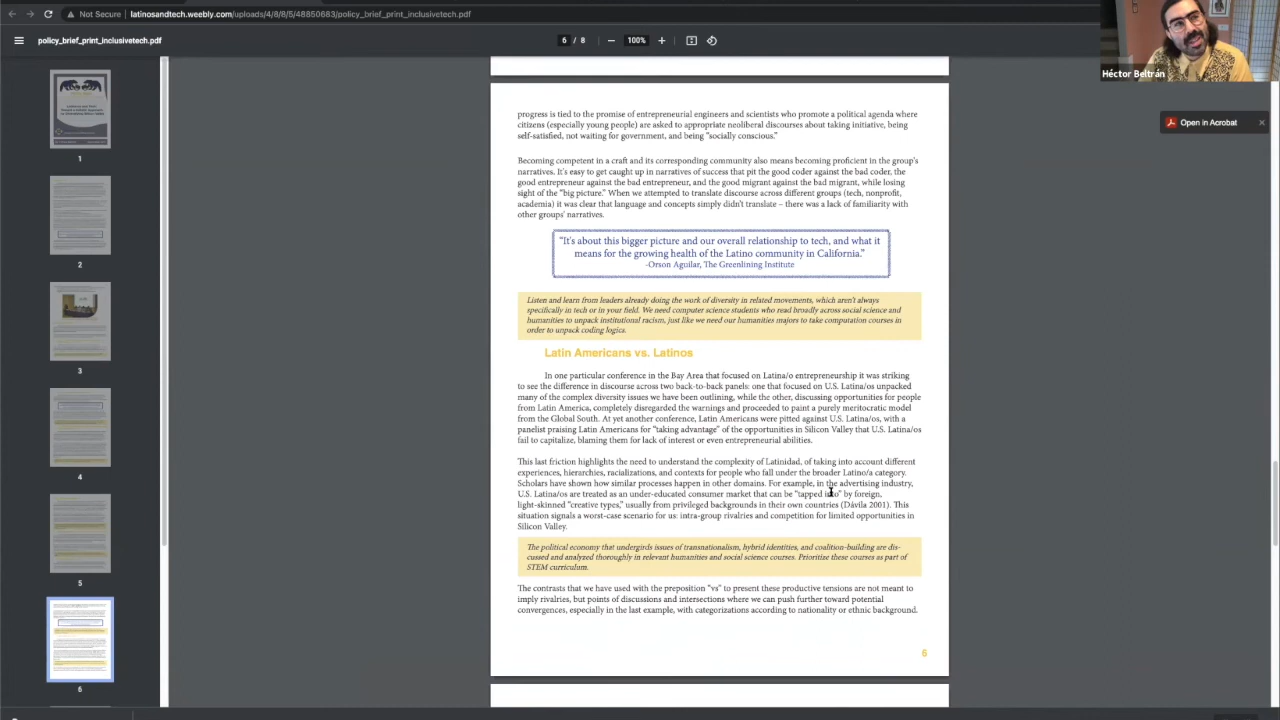 Not Secure | latinosandtech.weebly.com/uploads/4/8/8/5/48850683/policy_brief_print_inclusivetech.pdf
policy_brief_print_inclusivetech.pdf
6 / 8
100%
Héctor Beltrán
Open in Acrobat
1
2
3
4
5
6
progress is tied to the promise of entrepreneurial engineers and scientists who promote a political agenda where
citizens (especially young people) are asked to appropriate neoliberal discourses about taking initiative, being
self-satisfied, not waiting for government, and being “socially conscious.”
Becoming competent in a craft and its corresponding community also means becoming proficient in the group’s
narratives. It’s easy to get caught up in narratives of success that pit the good coder against the bad coder, the
good entrepreneur against the bad entrepreneur, and the good migrant against the bad migrant, while losing
sight of the “big picture.” When we attempted to translate discourse across different groups (tech, nonprofit,
academia) it was clear that language and concepts simply didn’t translate – there was a lack of familiarity with
other groups’ narratives.
“It’s about this bigger picture and our overall relationship to tech, and what it
means for the growing health of the Latino community in California.”
-Orson Aguilar, The Greenlining Institute
Listen and learn from leaders already doing the work of diversity in related movements, which aren’t always
specifically in tech or in your field. We need computer science students who read broadly across social science and
humanities to unpack institutional racism, just like we need our humanities majors to take computation courses in
order to unpack coding logics.
Latin Americans vs. Latinos
In one particular conference in the Bay Area that focused on Latina/o entrepreneurship it was striking
to see the difference in discourse across two back-to-back panels: one that focused on U.S. Latina/os unpacked
many of the complex diversity issues we have been outlining, while the other, discussing opportunities for people
from Latin America, completely disregarded the warnings and proceeded to paint a purely meritocratic model
from the Global South. At yet another conference, Latin Americans were pitted against U.S. Latina/os, with a
panelist praising Latin Americans for “taking advantage” of the opportunities in Silicon Valley that U.S. Latina/os
fail to capitalize, blaming them for lack of interest or even entrepreneurial abilities.
This last friction highlights the need to understand the complexity of Latinidad, of taking into account different
experiences, hierarchies, racializations, and contexts for people who fall under the broader Latino/a category.
Scholars have shown how similar processes happen in other domains. For example, in the advertising industry,
U.S. Latina/os are treated as an under-educated consumer market that can be “tapped into” by foreign,
light-skinned “creative types,” usually from privileged backgrounds in their own countries (Dávila 2001). This
situation signals a worst-case scenario for us: intra-group rivalries and competition for limited opportunities in
Silicon Valley.
The political economy that undergirds issues of transnationalism, hybrid identities, and coalition-building are dis-
cussed and analyzed thoroughly in relevant humanities and social science courses. Prioritize these courses as part of
STEM curriculum.
The contrasts that we have used with the preposition “vs” to present these productive tensions are not meant to
imply rivalries, but points of discussions and intersections where we can push further toward potential
convergences, especially in the last example, with categorizations according to nationality or ethnic background.
6